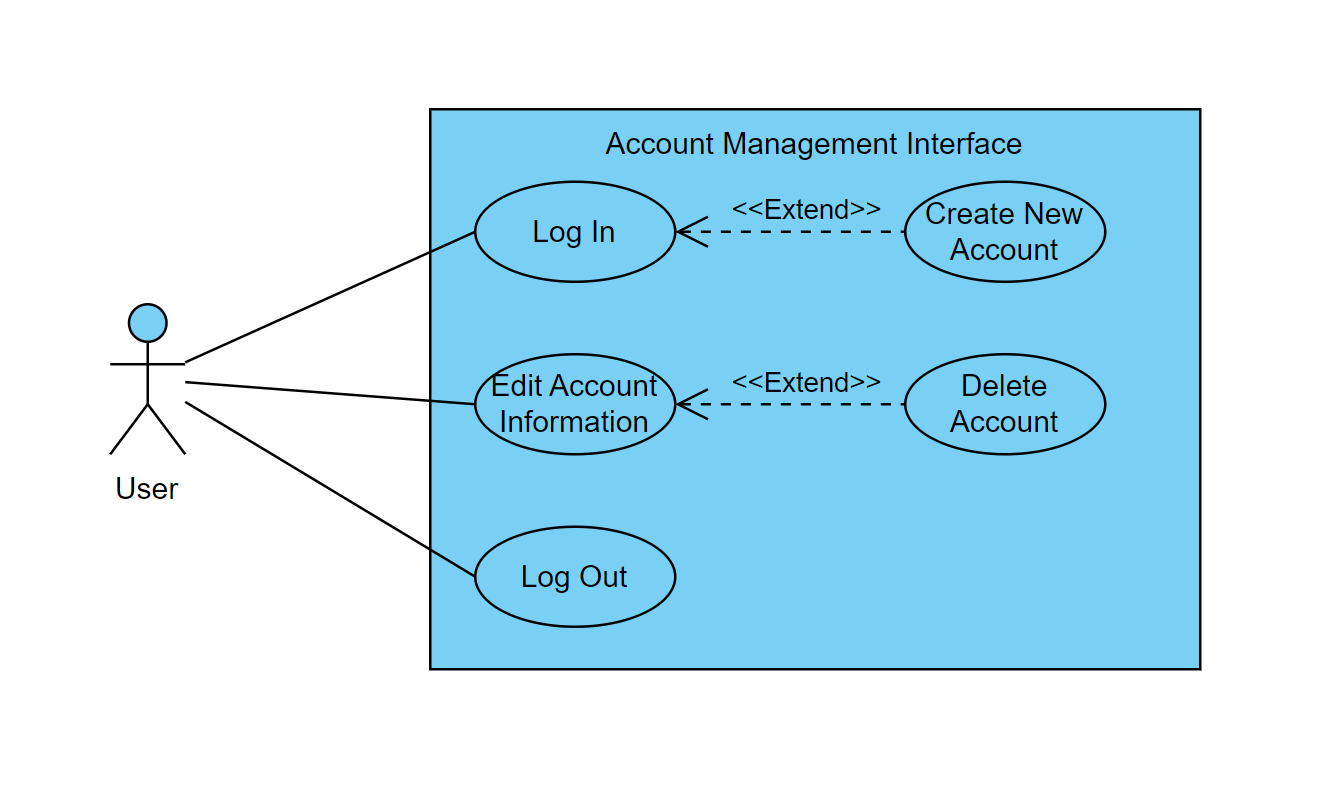 Account Management Interface
Log In
<<Extend>>
Create New
Account
Edit Account
Information
<<Extend>>
Delete
Account
User
Log Out